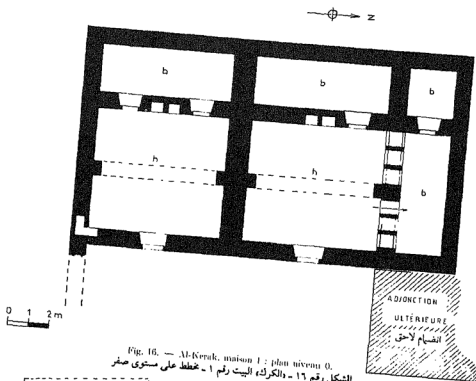 z
b
b
b
h
h
b
0 1 2m
ADJONCTION
ULTÉRIEURE
انضمام لاحق
Fig. 16. — Al-Kerak, maison 1 : plan niveau 0.
الشكل رقم ١٦ - «الكرك» البيت رقم ١ - مخطط على مستوى صفر